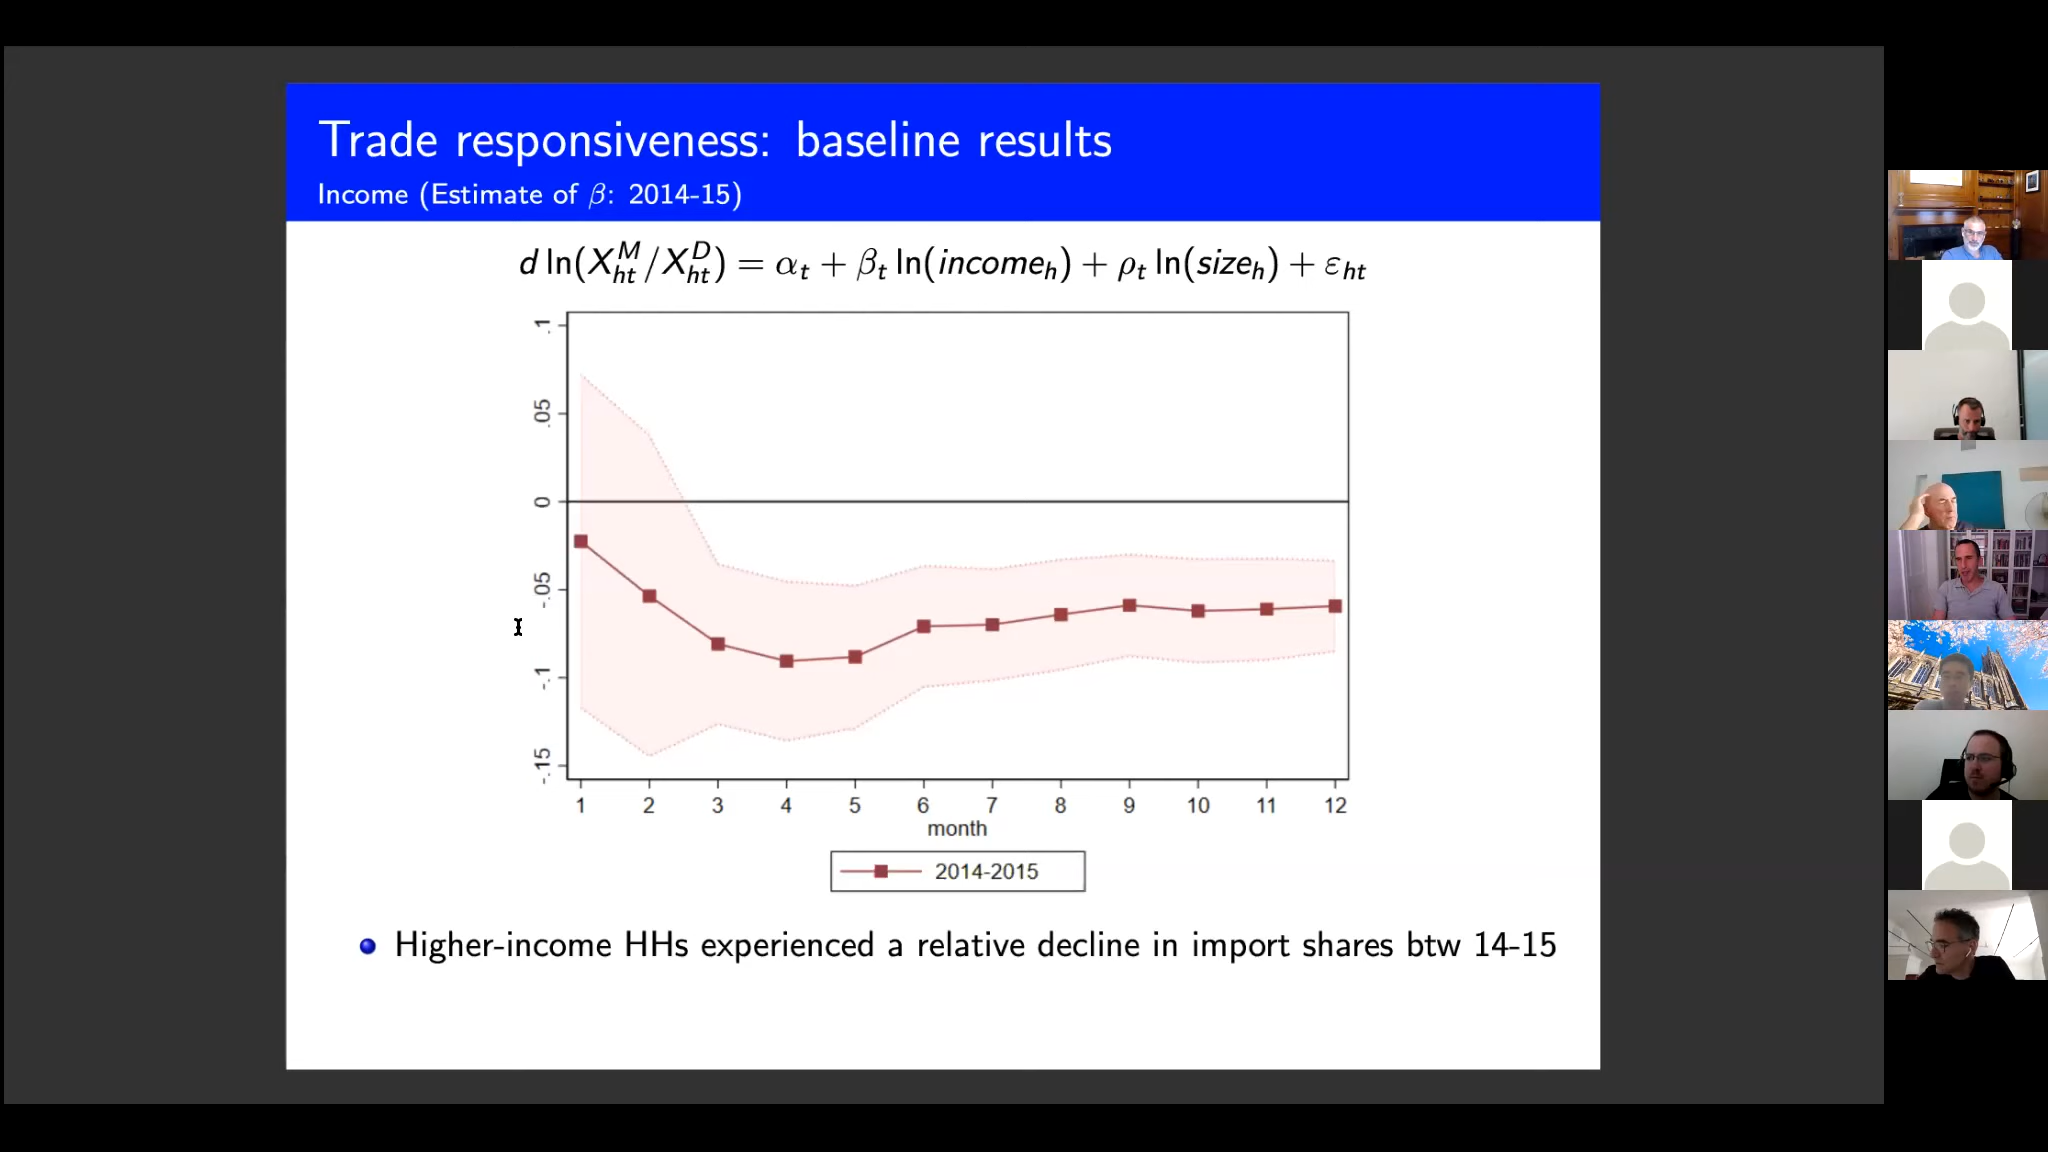 Trade responsiveness: baseline results
Income (Estimate of β: 2014-15)
d ln(X^M_ht/X^D_ht) = α_t + β_t ln(income_h) + ρ_t ln(size_h) + ε_ht
.1
.05
0
-.05
-.1
-.15
1 2 3 4 5 6 7 8 9 10 11 12
month
2014-2015
Higher-income HHs experienced a relative decline in import shares btw 14-15